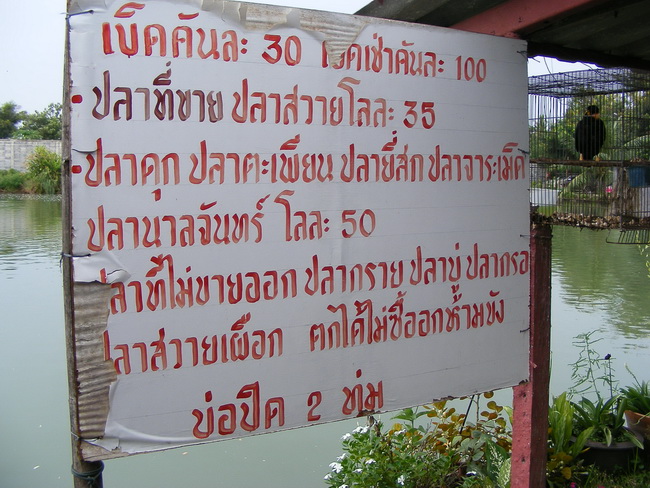 เบ็ดคันละ 30 เบ็ดเช่าคันละ 100
• ปลาที่ขาย ปลาสวายโลละ 35
• ปลาดุก ปลาตะเพียน ปลายี่สก ปลาจาระเม็ด
ปลานาลจันทร์ โลละ 50
ปลาที่ไม่ขายออก ปลากราย ปลาบู่ ปลากรอ
ปลาสวายเผือก ตกได้ไม่ซื้ออกห้ามขัง
บ่อปิด 2 ทุ่ม